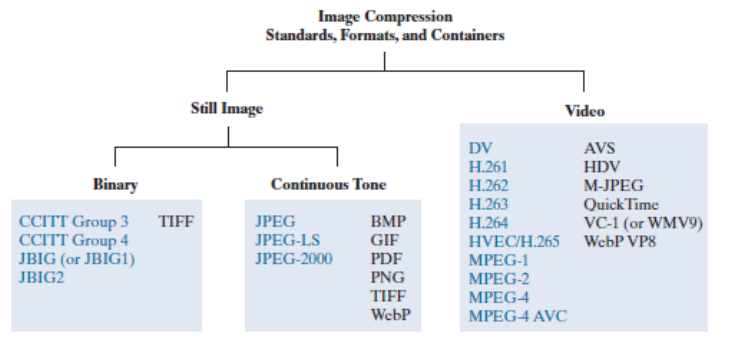 Image Compression
Standards, Formats, and Containers
Still Image
Video
Binary
Continuous Tone
CCITT Group 3 TIFF
CCITT Group 4
JBIG (or JBIG1)
JBIG2
JPEG BMP
JPEG-LS GIF
JPEG-2000 PDF
PNG
TIFF
WebP
DV AVS
H.261 HDV
H.262 M-JPEG
H.263 QuickTime
H.264 VC-1 (or WMV9)
HVEC/H.265 WebP VP8
MPEG-1
MPEG-2
MPEG-4
MPEG-4 AVC